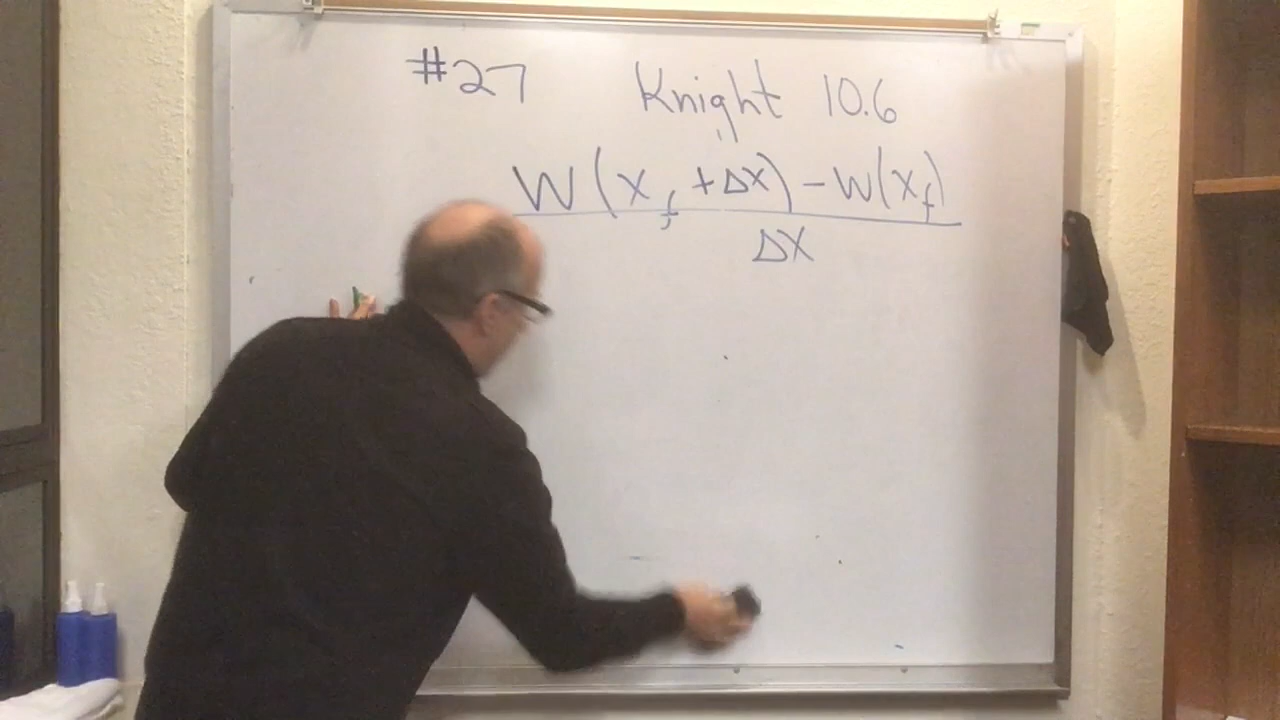 #27 Knight 10.6
W(x_f + Δx) - W(x_f)
Δx